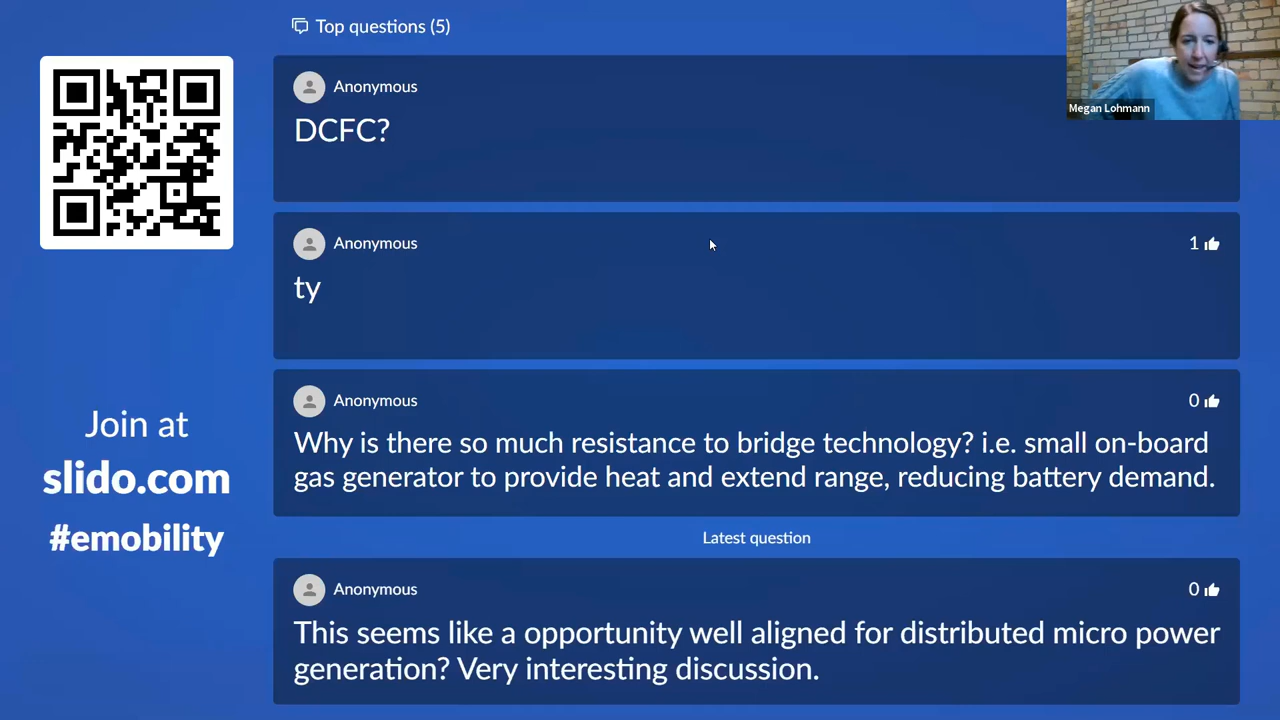 Top questions (5)
Anonymous
DCFC?
Megan Lohmann
Anonymous
1
ty
Anonymous
0
Why is there so much resistance to bridge technology? i.e. small on-board
gas generator to provide heat and extend range, reducing battery demand.
Latest question
Anonymous
0
This seems like a opportunity well aligned for distributed micro power
generation? Very interesting discussion.
Join at
slido.com
#emobility